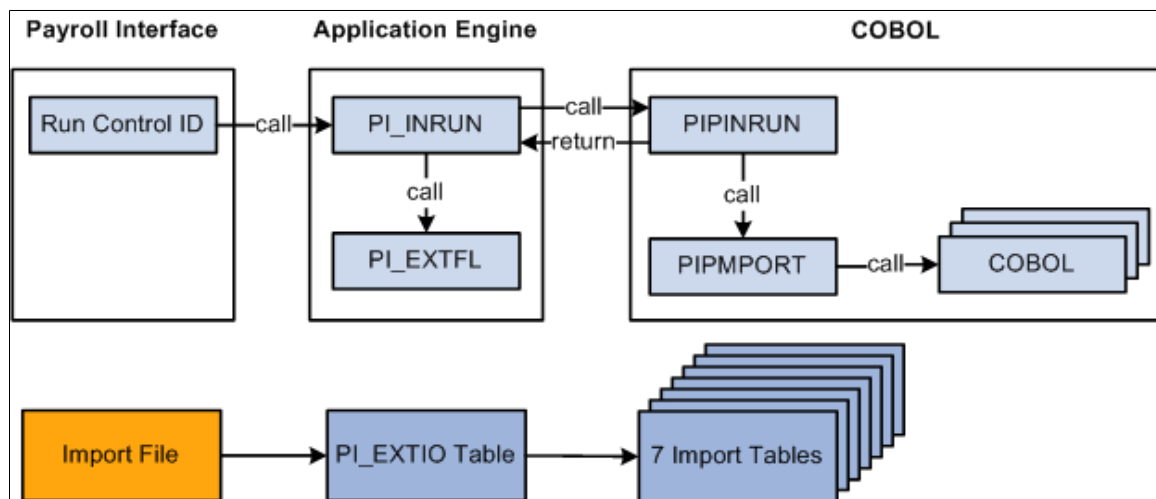 Payroll Interface
Application Engine
COBOL
Run Control ID
call
PI_INRUN
call
return
PIPINRUN
call
call
PI_EXTFL
PIPMPORT
call
COBOL
Import File
PI_EXTIO Table
7 Import Tables